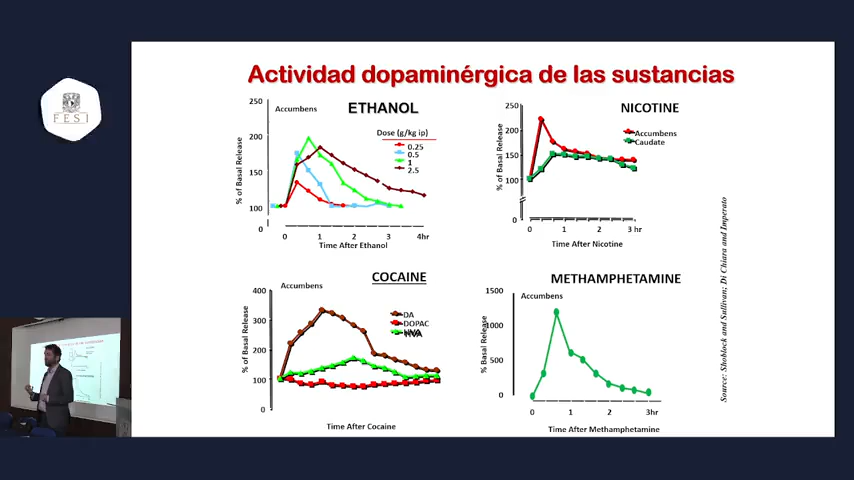 FESI
Actividad dopaminérgica de las sustancias
ETHANOL
Accumbens
Dose (g/kg ip)
0.25
0.5
1
2.5
% of Basal Release
250
200
150
100
0
0 1 2 3 4hr
Time After Ethanol
NICOTINE
Accumbens
Caudate
% of Basal Release
250
200
150
100
0
0 1 2 3 hr
Time After Nicotine
COCAINE
Accumbens
DA
DOPAC
HVA
% of Basal Release
400
300
200
100
0
Time After Cocaine
METHAMPHETAMINE
Accumbens
% Basal Release
1500
1000
500
0
0 1 2 3hr
Time After Methamphetamine
Source: Shoblock and Sullivan; Di Chiara and Imperato